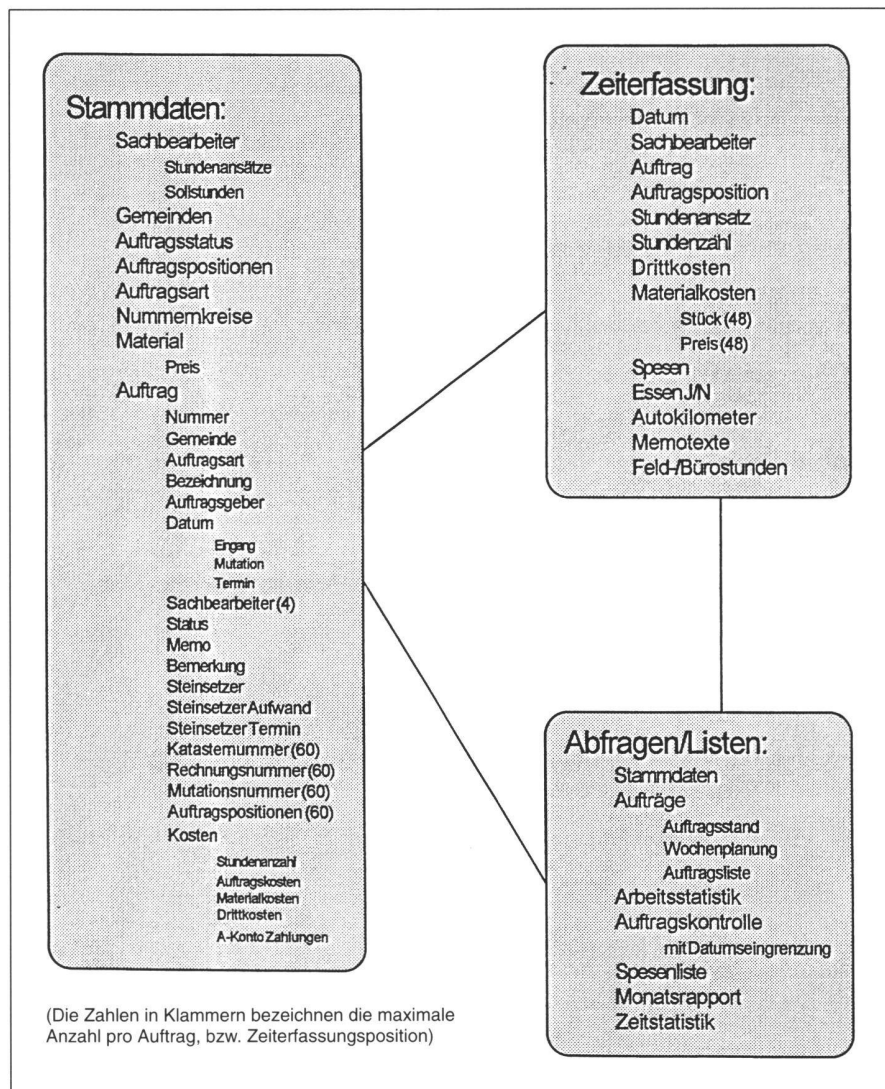 Stammdaten:
Sachbearbeiter
Stundenansätze
Sollstunden
Gemeinden
Auftragsstatus
Auftragspositionen
Auftragsart
Nummernkreise
Material
Preis
Auftrag
Nummer
Gemeinde
Auftragsart
Bezeichnung
Auftragsgeber
Datum
Eingang
Mutation
Termin
Sachbearbeiter (4)
Status
Memo
Bemerkung
Steinsetzer
Steinsetzer Aufwand
Steinsetzer Termin
Katasternummer (60)
Rechnungsnummer (60)
Mutationsnummer (60)
Auftragspositionen (60)
Kosten
Stundenanzahl
Auftragskosten
Materialkosten
Drittkosten
A-Konto Zahlungen
(Die Zahlen in Klammern bezeichnen die maximale
Anzahl pro Auftrag, bzw. Zeiterfassungsposition)
Zeiterfassung:
Datum
Sachbearbeiter
Auftrag
Auftragsposition
Stundenansatz
Stundenzähl
Drittkosten
Materialkosten
Stück (48)
Preis (48)
Spesen
Essen J/N
Autokilometer
Memotexte
Feld-/Bürostunden
Abfragen/Listen:
Stammdaten
Aufträge
Auftragsstand
Wochenplanung
Auftragsliste
Arbeitsstatistik
Auftragskontrolle
mit Datumseingrenzung
Spesenliste
Monatsrapport
Zeitstatistik